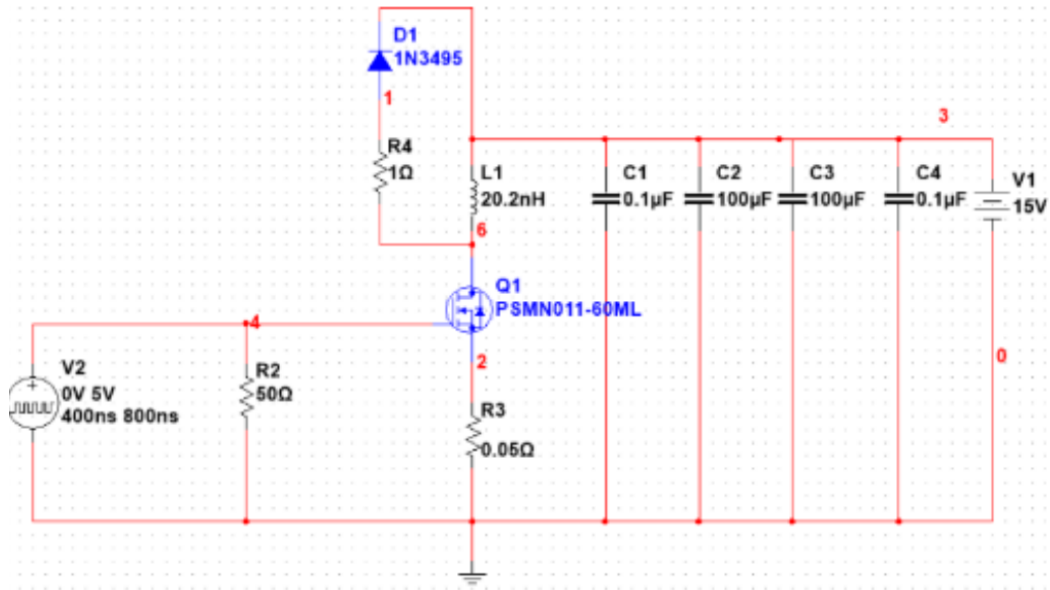 D1
1N3495
1
3
R4
1Ω
L1
20.2nH
C1
0.1µF
C2
100µF
C3
100µF
C4
0.1µF
V1
15V
6
Q1
PSMN011-60ML
4
2
0
V2
0V 5V
400ns 800ns
R2
50Ω
R3
0.05Ω